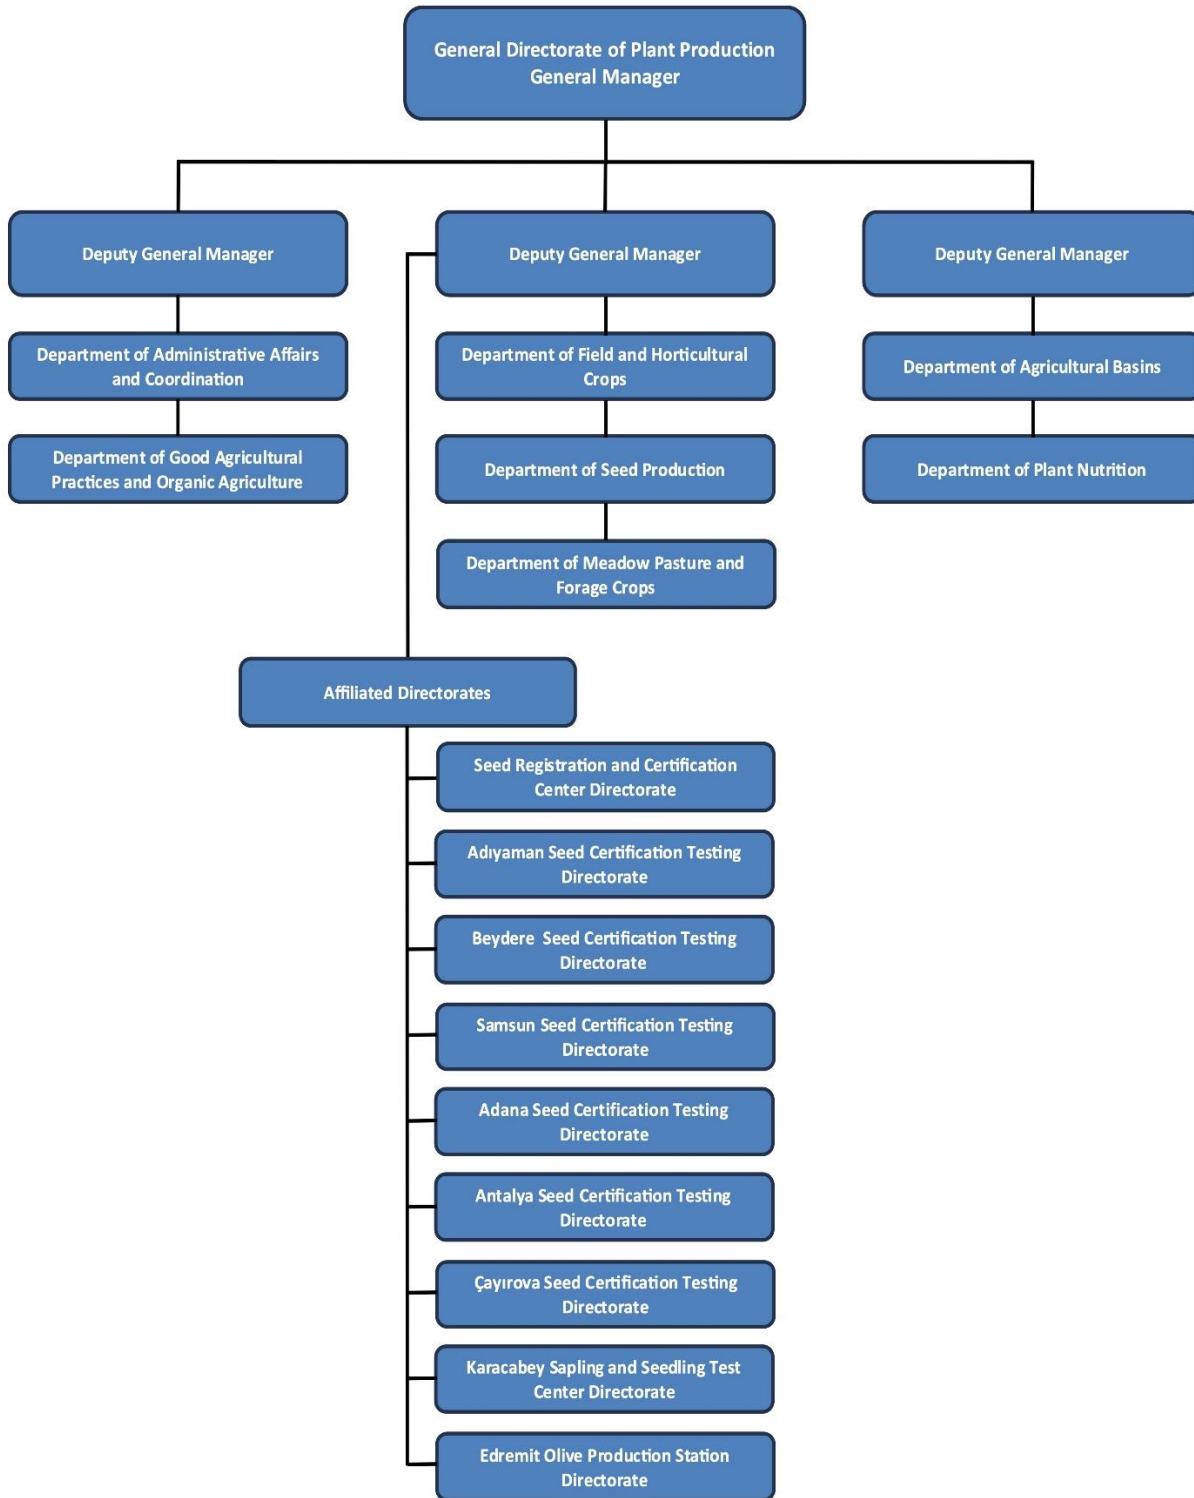 General Directorate of Plant Production
General Manager
Deputy General Manager
Deputy General Manager
Deputy General Manager
Department of Administrative Affairs
and Coordination
Department of Field and Horticultural
Crops
Department of Agricultural Basins
Department of Good Agricultural
Practices and Organic Agriculture
Department of Seed Production
Department of Plant Nutrition
Department of Meadow Pasture and
Forage Crops
Affiliated Directorates
Seed Registration and Certification
Center Directorate
Adıyaman Seed Certification Testing
Directorate
Beydere Seed Certification Testing
Directorate
Samsun Seed Certification Testing
Directorate
Adana Seed Certification Testing
Directorate
Antalya Seed Certification Testing
Directorate
Çayırova Seed Certification Testing
Directorate
Karacabey Sapling and Seedling Test
Center Directorate
Edremit Olive Production Station
Directorate